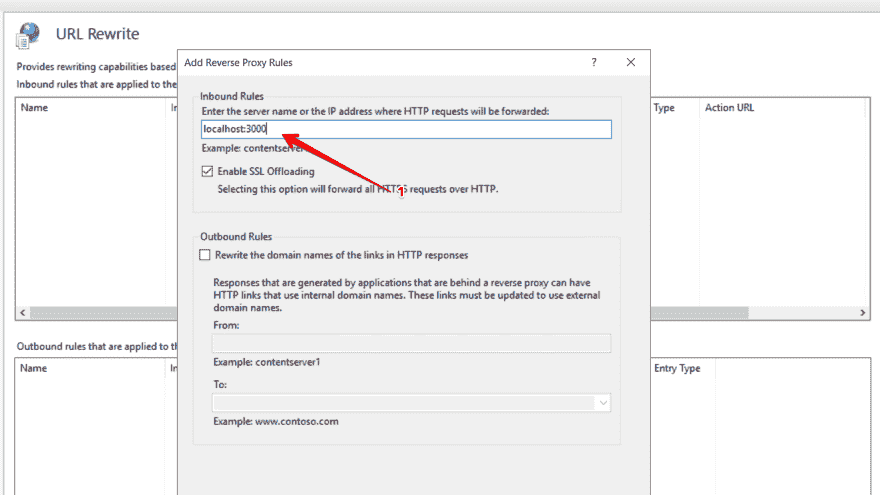 URL Rewrite
Provides rewriting capabilities based
Inbound rules that are applied to the
Name
Type
Action URL
Add Reverse Proxy Rules
?
Inbound Rules
Enter the server name or the IP address where HTTP requests will be forwarded:
localhost:3000
Example: contentserver
Enable SSL Offloading
Selecting this option will forward all HTTPS requests over HTTP.
1
Outbound Rules
Rewrite the domain names of the links in HTTP responses
Responses that are generated by applications that are behind a reverse proxy can have
HTTP links that use internal domain names. These links must be updated to use external
domain names.
From:
Example: contentserver1
To:
Example: www.contoso.com
Outbound rules that are applied to th
Name
Entry Type